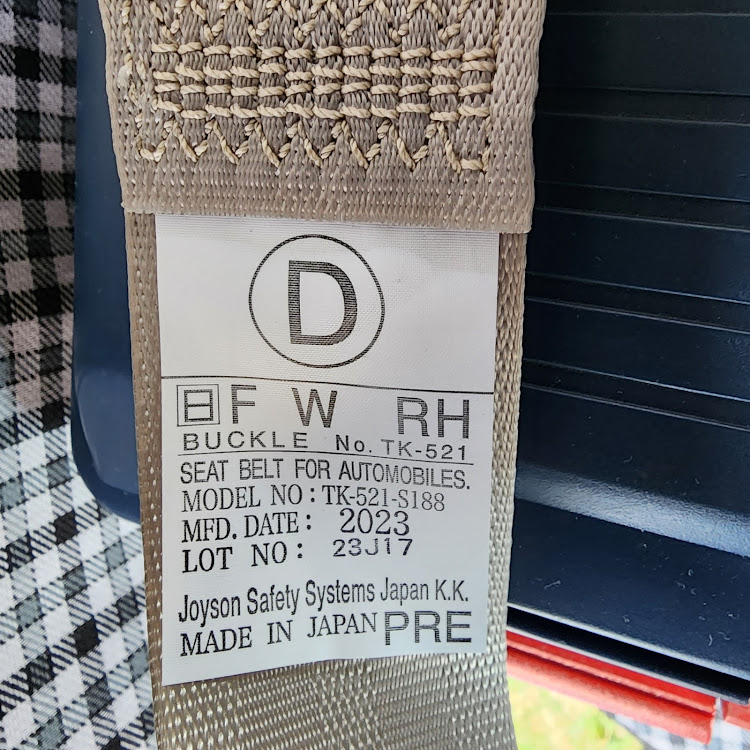 D
日 F W RH
BUCKLE No. TK-521
SEAT BELT FOR AUTOMOBILES.
MODEL NO : TK-521-S188
MFD. DATE : 2023
LOT NO : 23J17
Joyson Safety Systems Japan K.K.
MADE IN JAPAN PRE